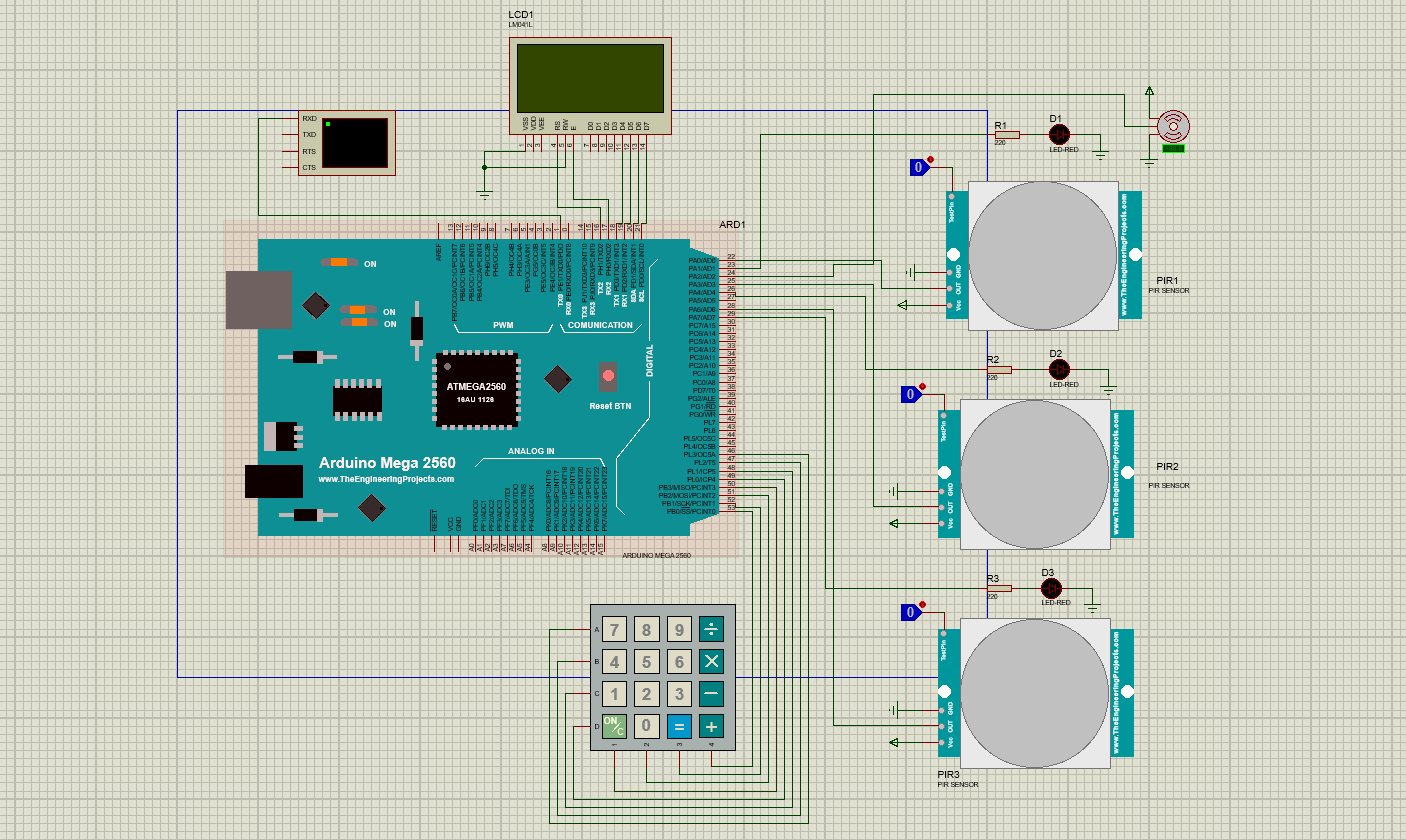 LCD1
LM041L
VSS
VDD
VEE
RS
RW
E
D0
D1
D2
D3
D4
D5
D6
D7
1
2
3
4
5
6
7
8
9
10
11
12
13
14
RXD
TXD
RTS
CTS
R1
220
D1
LED-RED
0
TestPin
GND
OUT
Vcc
www.TheEngineeringProjects.com
PIR1
PIR SENSOR
ARD1
AREF
13
12
11
10
9
8
7
6
5
4
3
2
1
0
14
15
16
17
18
19
20
21
ON
ON
ON
PWM
COMUNICATION
TX0
RX0
TX3
RX3
TX2
RX2
TX1
RX1
SDA
SCL
DIGITAL
ATMEGA2560
16AU 1126
Reset BTN
ANALOG IN
Arduino Mega 2560
www.TheEngineeringProjects.com
PA0/AD0
PA1/AD1
PA2/AD2
PA3/AD3
PA4/AD4
PA5/AD5
PA6/AD6
PA7/AD7
PC7/A15
PC6/A14
PC5/A13
PC4/A12
PC3/A11
PC2/A10
PC1/A9
PC0/A8
PD7/T0
PG2/ALE
PG1/RD
PG0/WR
PL7
PL6
PL5/OC5C
PL4/OC5B
PL3/OC5A
PL2/T5
PL1/ICP5
PL0/ICP4
PB3/MISO/PCINT3
PB2/MOSI/PCINT2
PB1/SCK/PCINT1
PB0/SS/PCINT0
22
23
24
25
26
27
28
29
30
31
32
33
34
35
36
37
38
39
40
41
42
43
44
45
46
47
48
49
50
51
52
53
RESET
VCC
GND
PF0/ADC0
PF1/ADC1
PF2/ADC2
PF3/ADC3
A0
A1
A2
A3
ARDUINO MEGA 2560
R2
220
D2
LED-RED
0
TestPin
GND
OUT
Vcc
www.TheEngineeringProjects.com
PIR2
PIR SENSOR
R3
220
D3
LED-RED
0
TestPin
GND
OUT
Vcc
www.TheEngineeringProjects.com
PIR3
PIR SENSOR
A 7 8 9 ÷
B 4 5 6 ×
C 1 2 3 −
D ON/C 0 = +
1 2 3 4